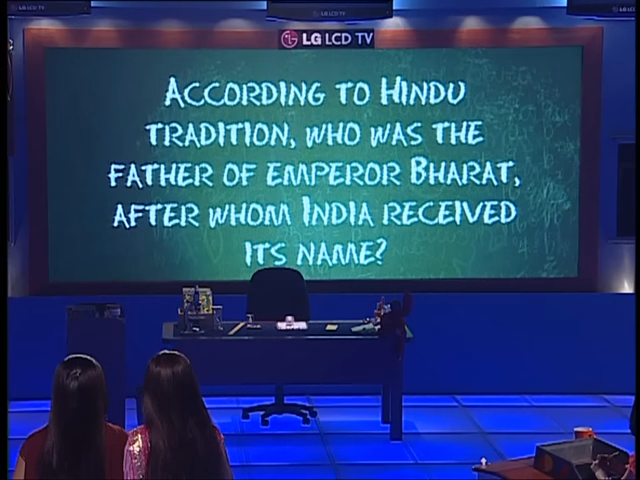 LG LCD TV
ACCORDING TO HINDU
TRADITION, WHO WAS THE
FATHER OF EMPEROR BHARAT,
AFTER WHOM INDIA RECEIVED
ITS NAME?